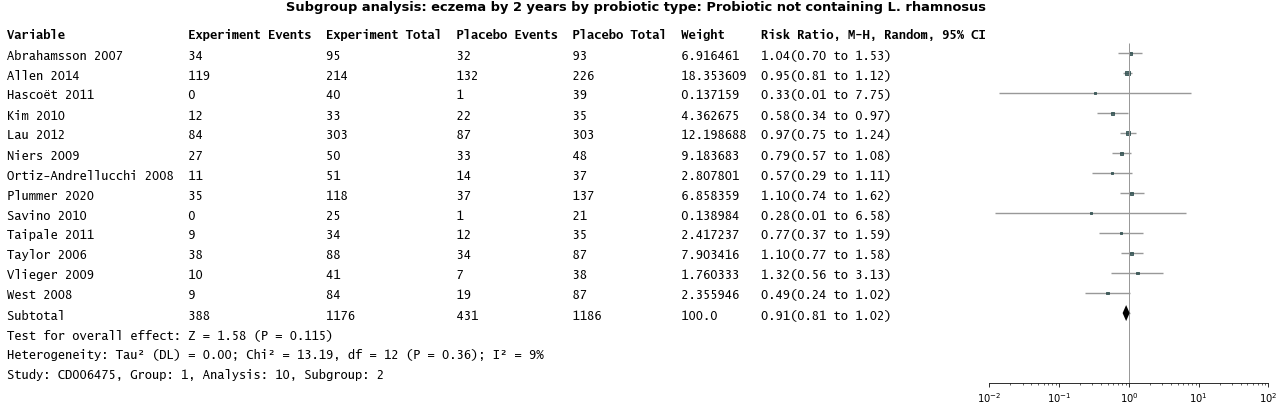 Subgroup analysis: eczema by 2 years by probiotic type: Probiotic not containing L. rhamnosus
Variable Experiment Events Experiment Total Placebo Events Placebo Total Weight Risk Ratio, M-H, Random, 95% CI
Abrahamsson 2007 34 95 32 93 6.916461 1.04(0.70 to 1.53)
Allen 2014 119 214 132 226 18.353609 0.95(0.81 to 1.12)
Hascoët 2011 0 40 1 39 0.137159 0.33(0.01 to 7.75)
Kim 2010 12 33 22 35 4.362675 0.58(0.34 to 0.97)
Lau 2012 84 303 87 303 12.198688 0.97(0.75 to 1.24)
Niers 2009 27 50 33 48 9.183683 0.79(0.57 to 1.08)
Ortiz-Andrellucchi 2008 11 51 14 37 2.807801 0.57(0.29 to 1.11)
Plummer 2020 35 118 37 137 6.858359 1.10(0.74 to 1.62)
Savino 2010 0 25 1 21 0.138984 0.28(0.01 to 6.58)
Taipale 2011 9 34 12 35 2.417237 0.77(0.37 to 1.59)
Taylor 2006 38 88 34 87 7.903416 1.10(0.77 to 1.58)
Vlieger 2009 10 41 7 38 1.760333 1.32(0.56 to 3.13)
West 2008 9 84 19 87 2.355946 0.49(0.24 to 1.02)
Subtotal 388 1176 431 1186 100.0 0.91(0.81 to 1.02)
Test for overall effect: Z = 1.58 (P = 0.115)
Heterogeneity: Tau² (DL) = 0.00; Chi² = 13.19, df = 12 (P = 0.36); I² = 9%
Study: CD006475, Group: 1, Analysis: 10, Subgroup: 2
10⁻² 10⁻¹ 10⁰ 10¹ 10²